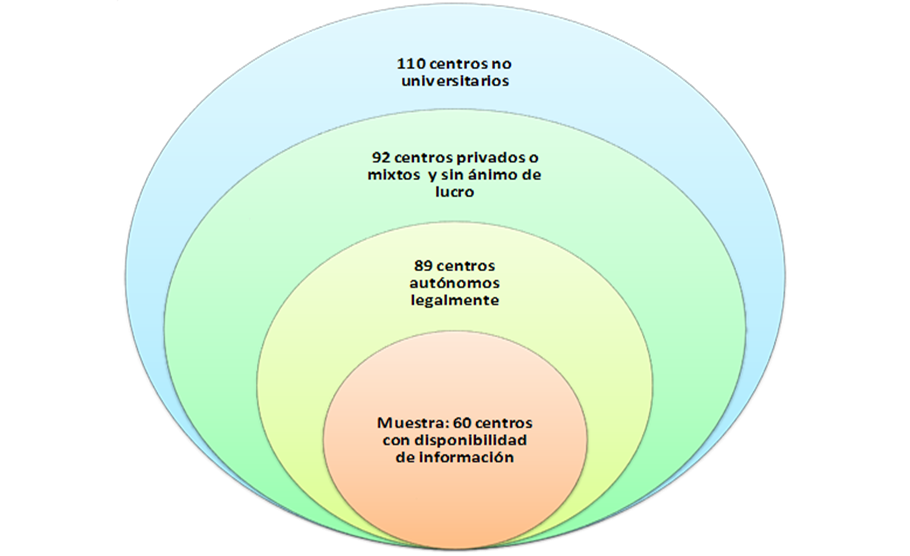 110 centros no
universitarios
92 centros privados o
mixtos y sin ánimo de
lucro
89 centros
autónomos
legalmente
Muestra: 60 centros
con disponibilidad
de información